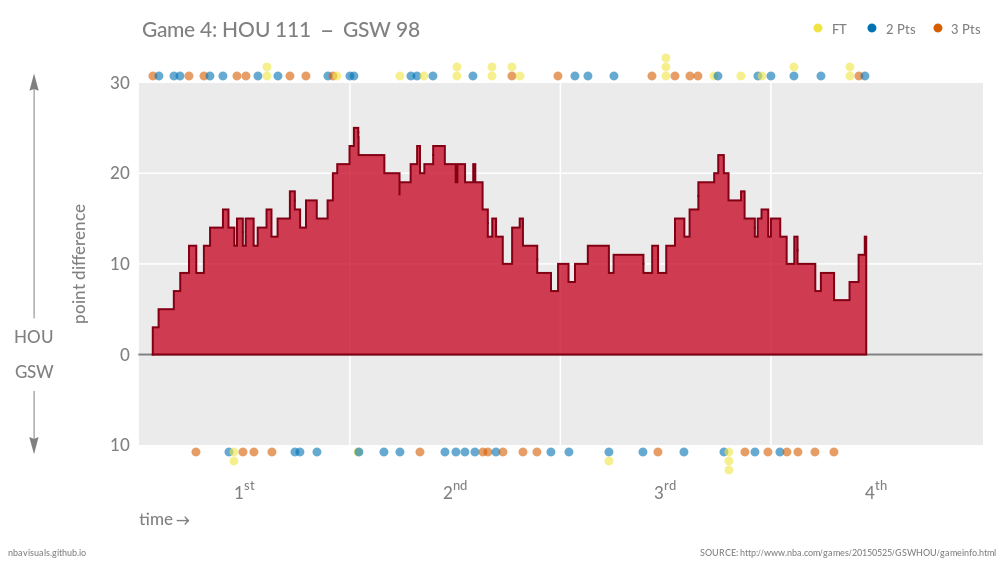 Game 4: HOU 111 – GSW 98
FT 2 Pts 3 Pts
30
20
10
0
10
point difference
HOU
GSW
1st 2nd 3rd 4th
time→
nbavisuals.github.io
SOURCE: http://www.nba.com/games/20150525/GSWHOU/gameinfo.html